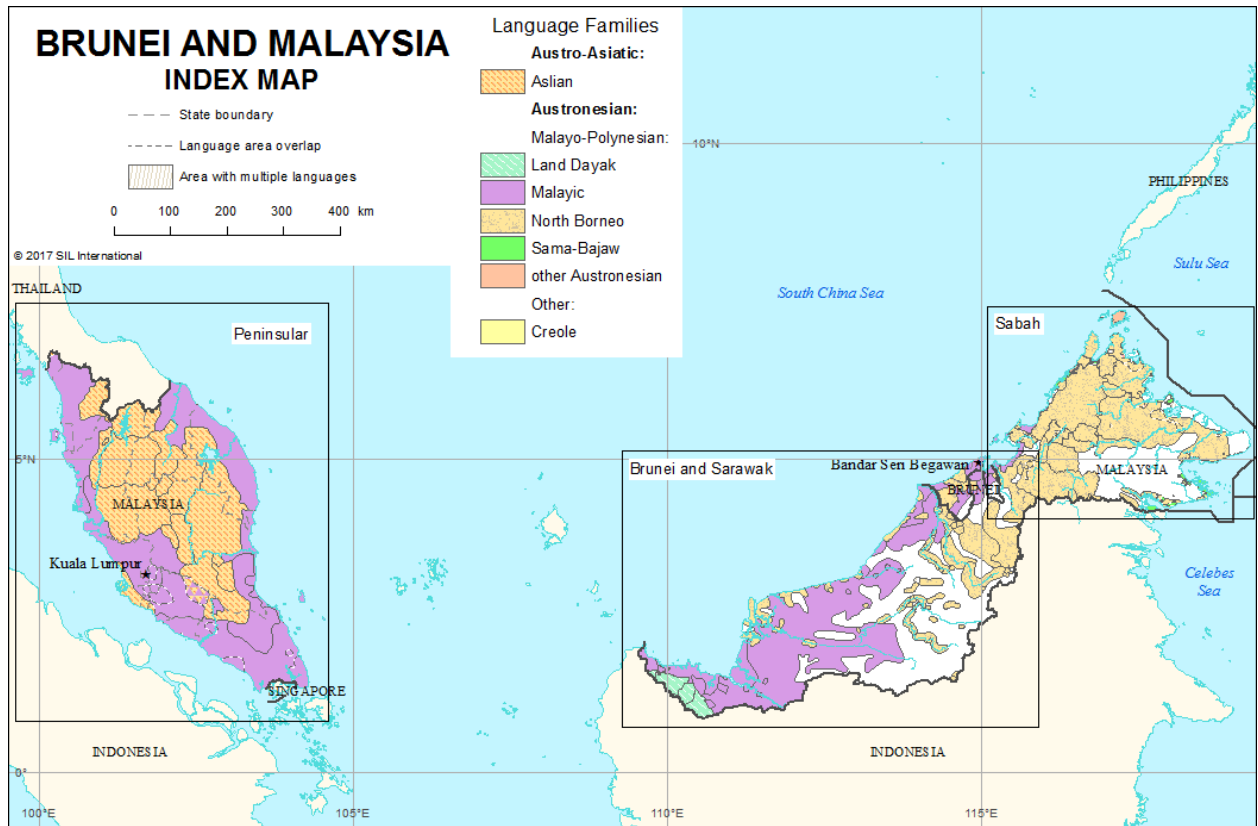 BRUNEI AND MALAYSIA
INDEX MAP
State boundary
Language area overlap
Area with multiple languages
0 100 200 300 400 km
© 2017 SIL International
Language Families
Austro-Asiatic:
Aslian
Austronesian:
Malayo-Polynesian:
Land Dayak
Malayic
North Borneo
Sama-Bajaw
other Austronesian
Other:
Creole
10°N
PHILIPPINES
Sulu Sea
South China Sea
THAILAND
Peninsular
Sabah
5°N
5°N
Brunei and Sarawak
Bandar Seri Begawan
MALAYSIA
BRUNEI
MALAYSIA
Kuala Lumpur
Celebes
Sea
SINGAPORE
INDONESIA
INDONESIA
0°
100°E
105°E
110°E
115°E